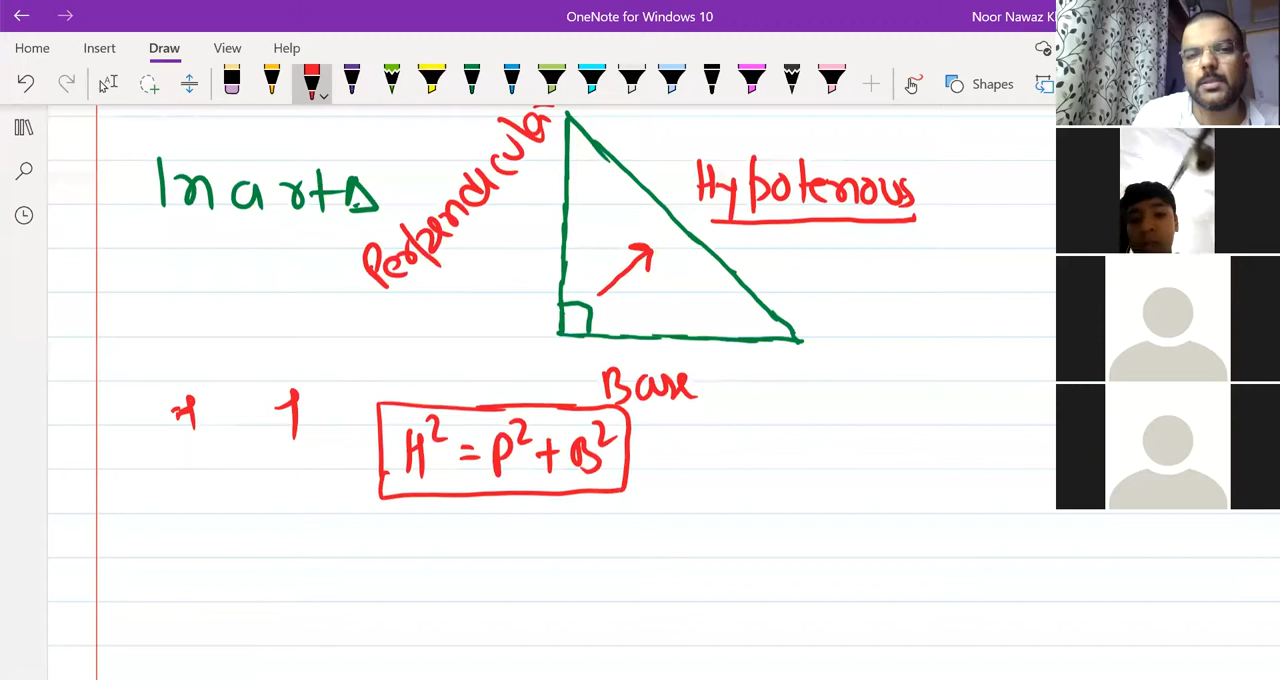 OneNote for Windows 10
Noor Nawaz K
Home Insert Draw View Help
Shapes
In a rt Δ
Perpendicular
Hypotenous
Base
H² = P² + B²